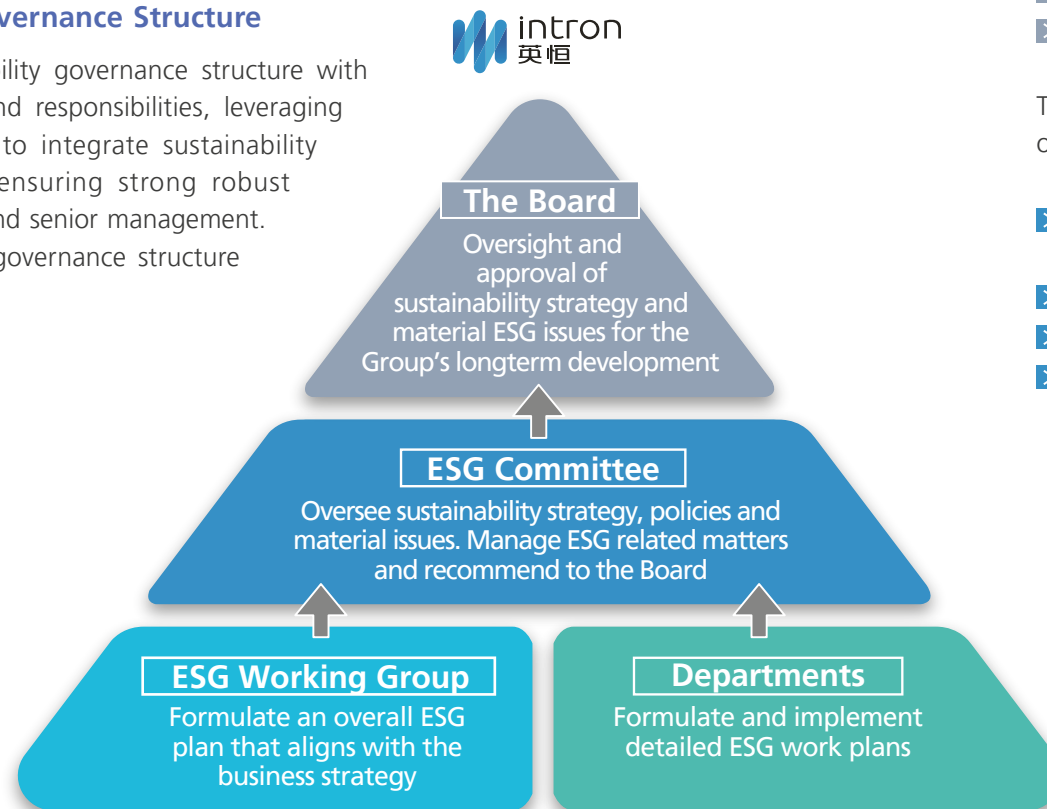 Governance Structure
intron
英恒
bility governance structure with
nd responsibilities, leveraging
to integrate sustainability
ensuring strong robust
nd senior management.
governance structure
The Board
Oversight and
approval of
sustainability strategy and
material ESG issues for the
Group's longterm development
ESG Committee
Oversee sustainability strategy, policies and
material issues. Manage ESG related matters
and recommend to the Board
ESG Working Group
Formulate an overall ESG
plan that aligns with the
business strategy
Departments
Formulate and implement
detailed ESG work plans